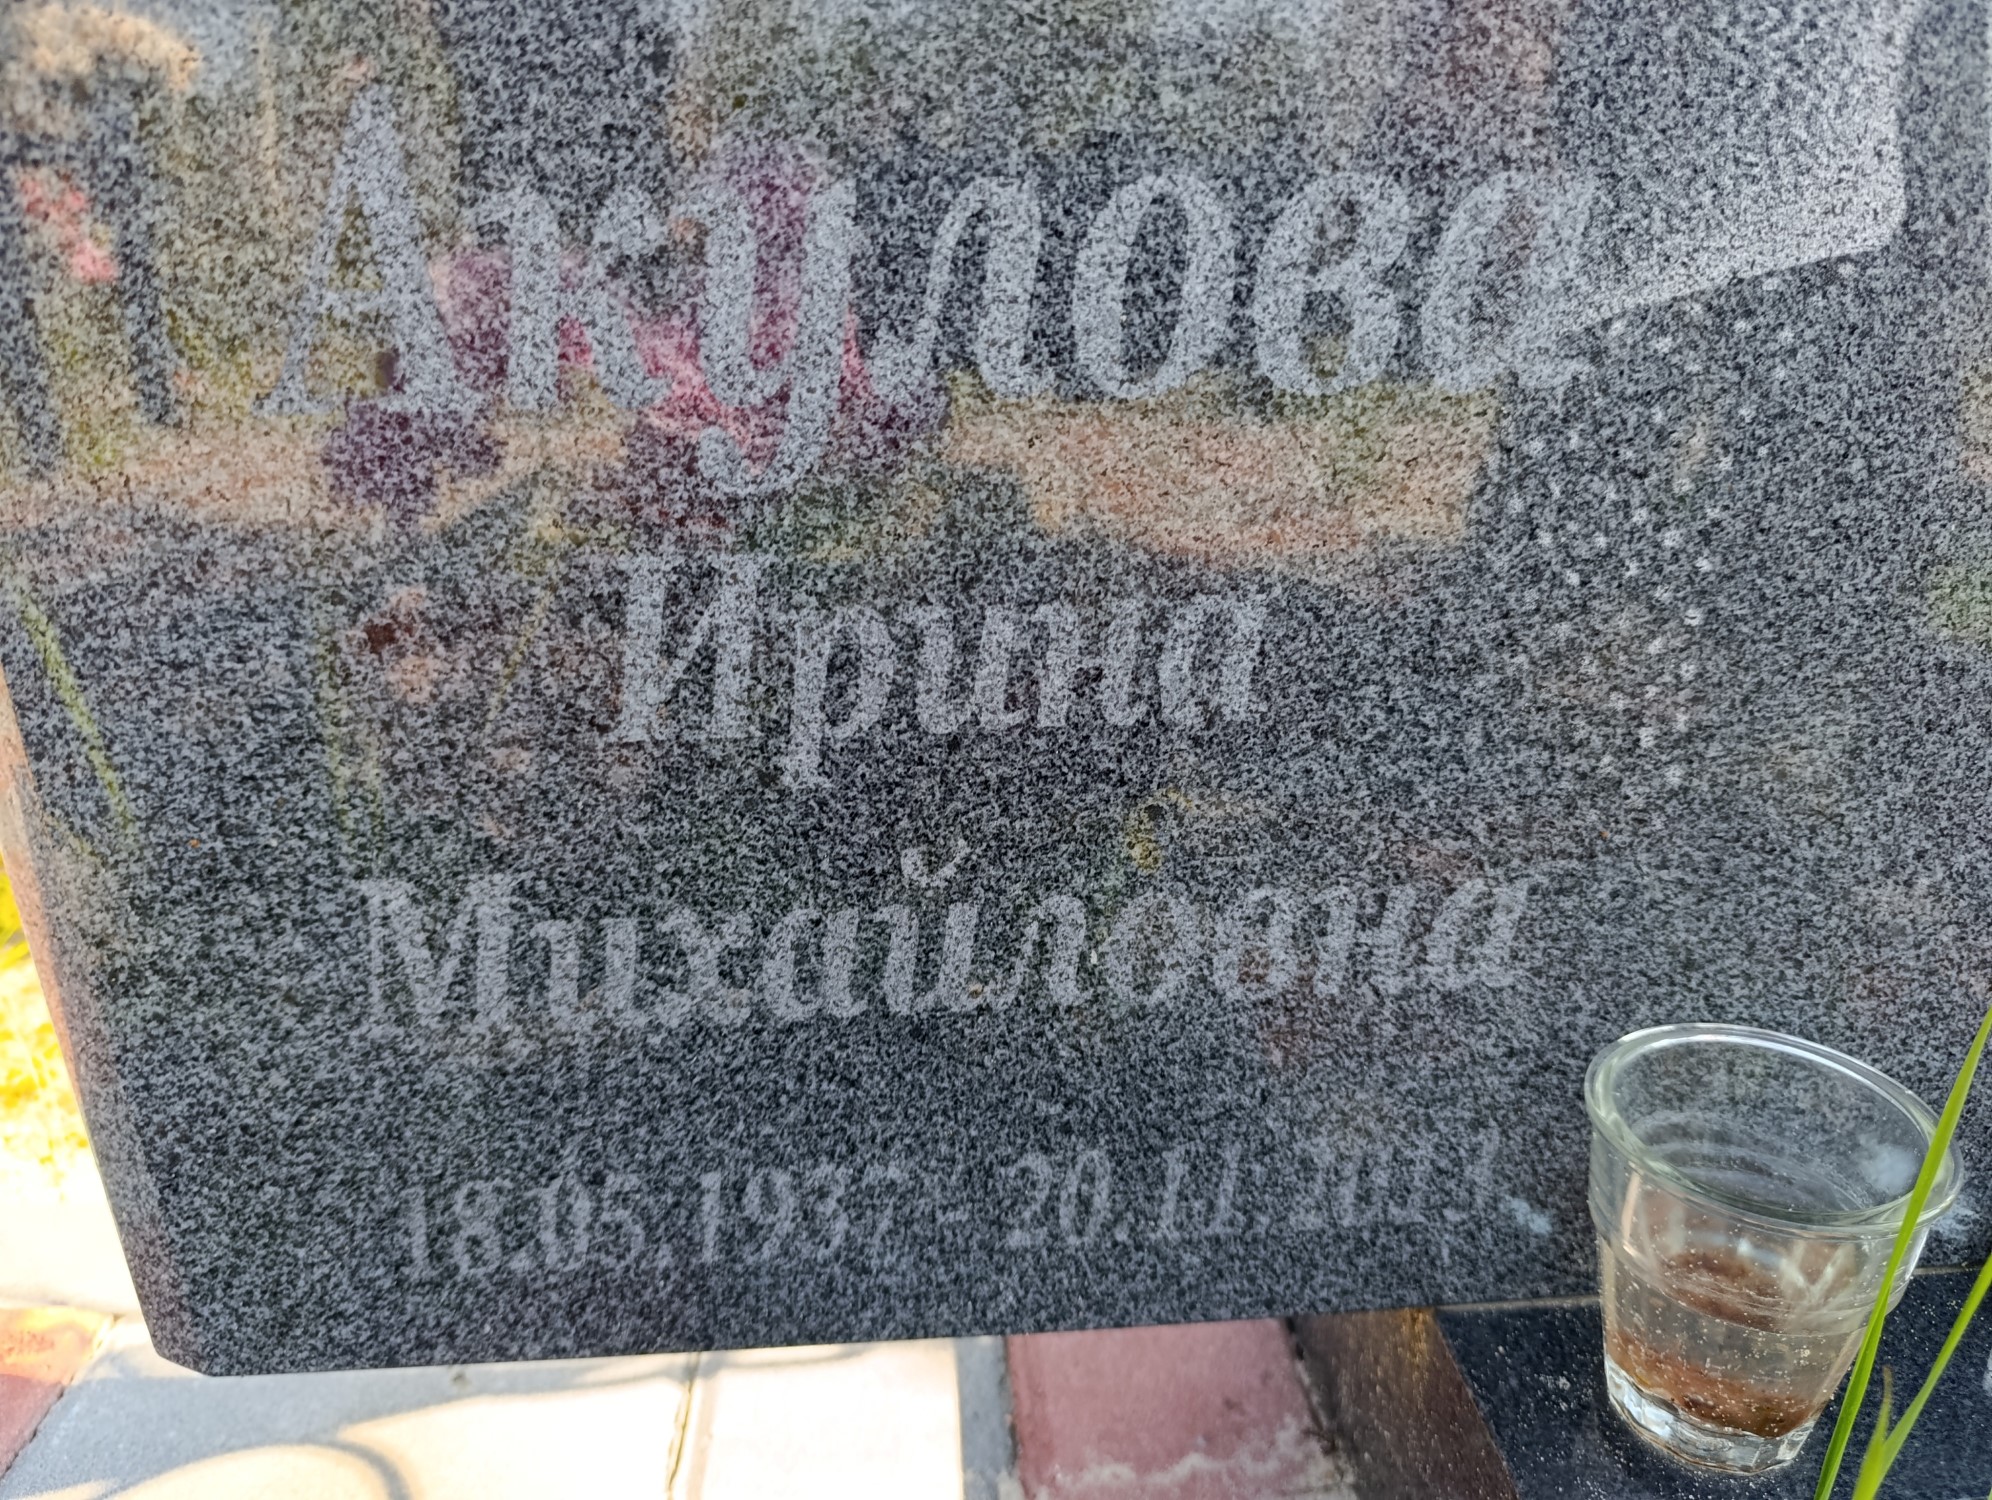 Акулова
Ирина
Михайловна
18.05.1937 - 20.11.